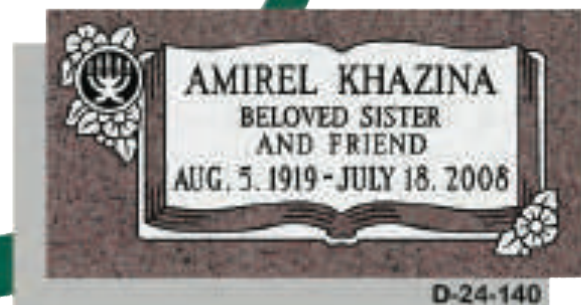 AMIREL KHAZINA
BELOVED SISTER
AND FRIEND
AUG. 5. 1919 - JULY 18. 2008
D-24-140